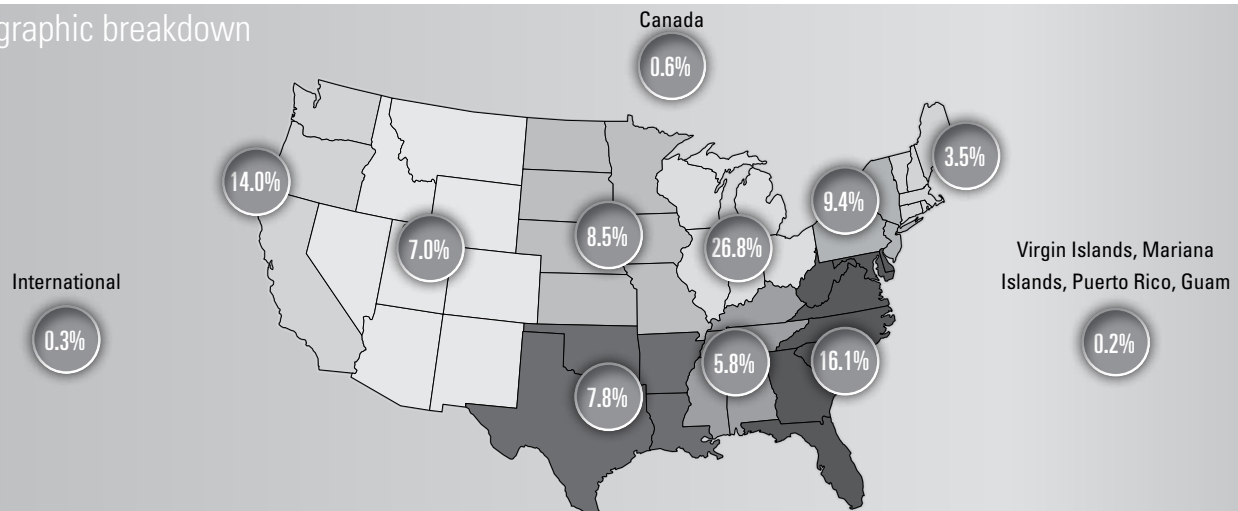 graphic breakdown
Canada
0.6%
3.5%
14.0%
9.4%
7.0%
8.5%
26.8%
Virgin Islands, Mariana
Islands, Puerto Rico, Guam
0.2%
International
0.3%
5.8%
16.1%
7.8%